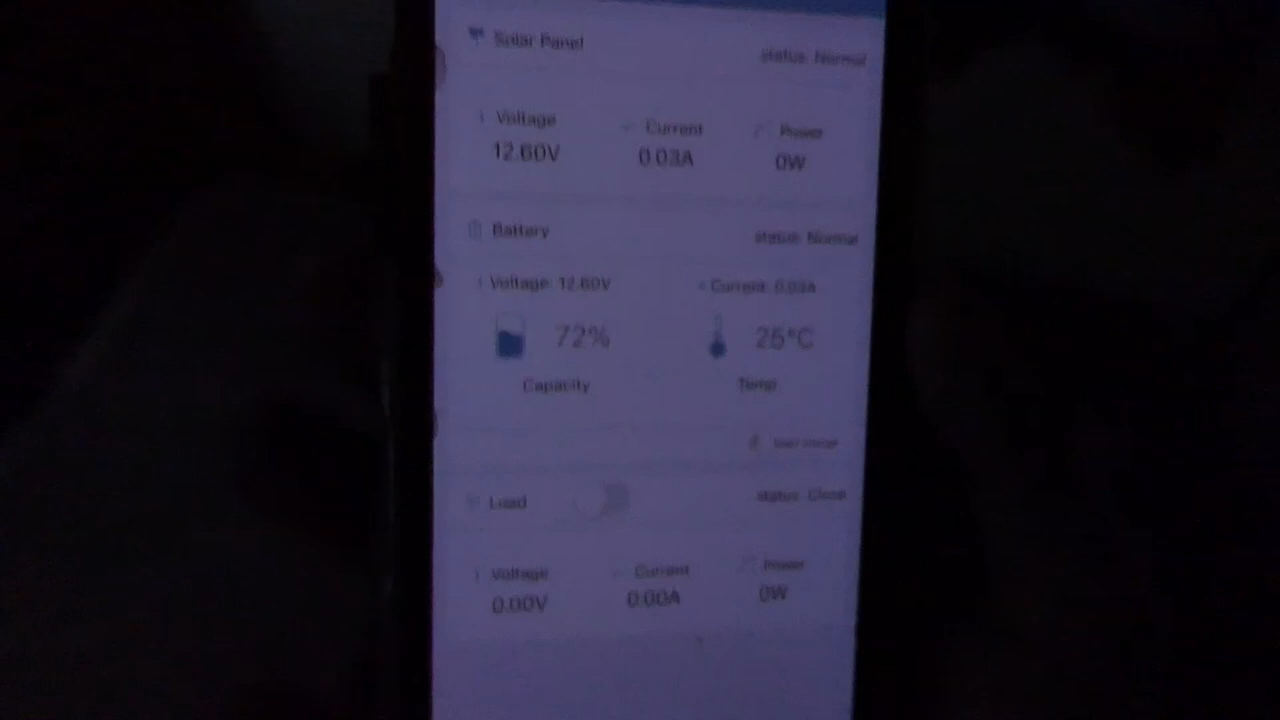 Solar Panel
status: Normal
Voltage
Current
Power
12.60V
0.03A
0W
Battery
status: Normal
Voltage: 12.60V
Current: 0.03A
72%
Capacity
Temp
Load
status: Close
Voltage
Current
Power
0.00V
0.00A
0W